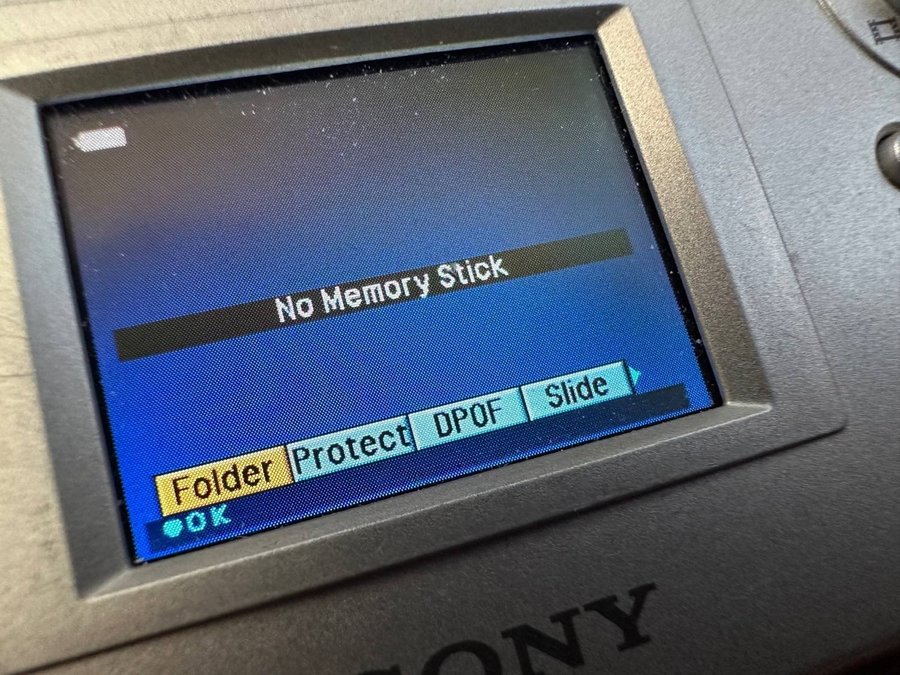 No Memory Stick
Folder Protect DPOF Slide
OK
SONY